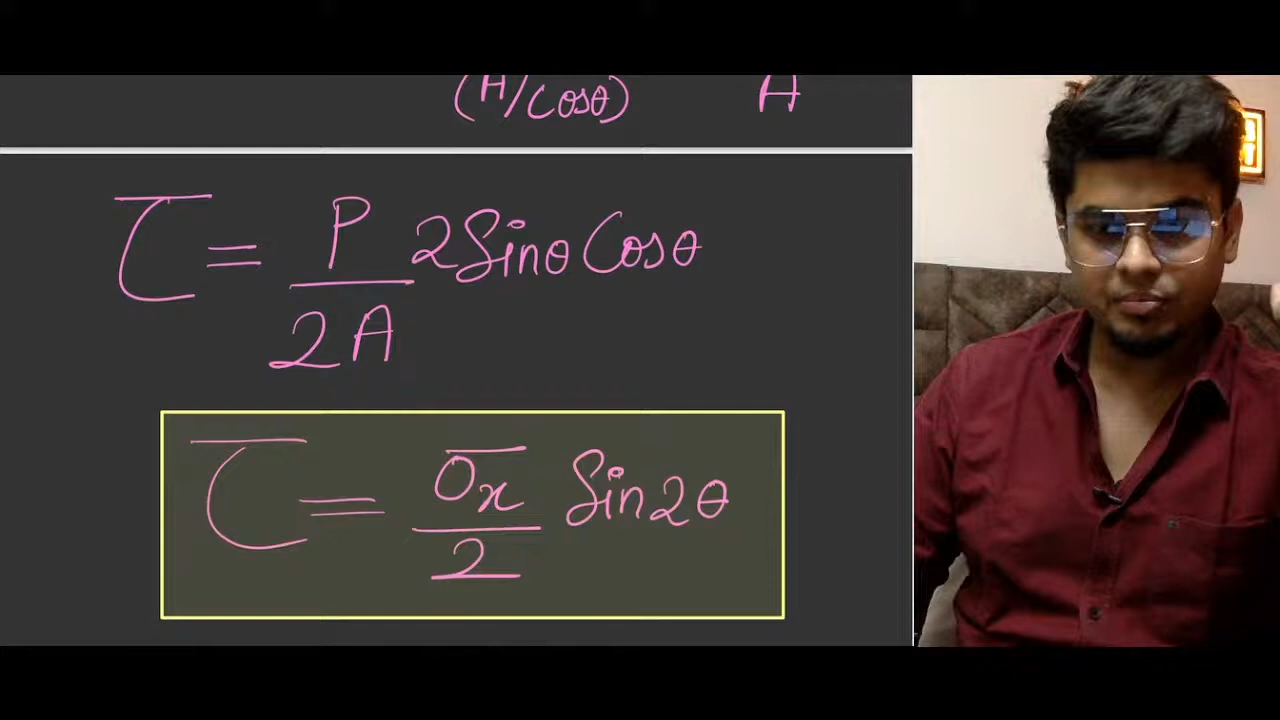 (A/Cosθ) A
τ = P/2A 2Sinθ Cosθ
τ = σx/2 Sin2θ